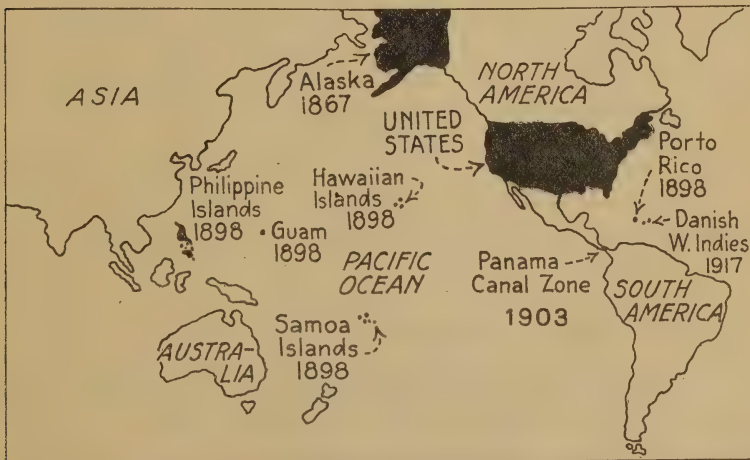 ASIA
Alaska
1867
NORTH
AMERICA
UNITED
STATES
Porto
Rico
1898
Danish
W. Indies
1917
Philippine
Islands
1898
Guam
1898
Hawaiian
Islands
1898
PACIFIC
OCEAN
Panama
Canal Zone
1903
SOUTH
AMERICA
Samoa
Islands
1898
AUSTRA-
LIA